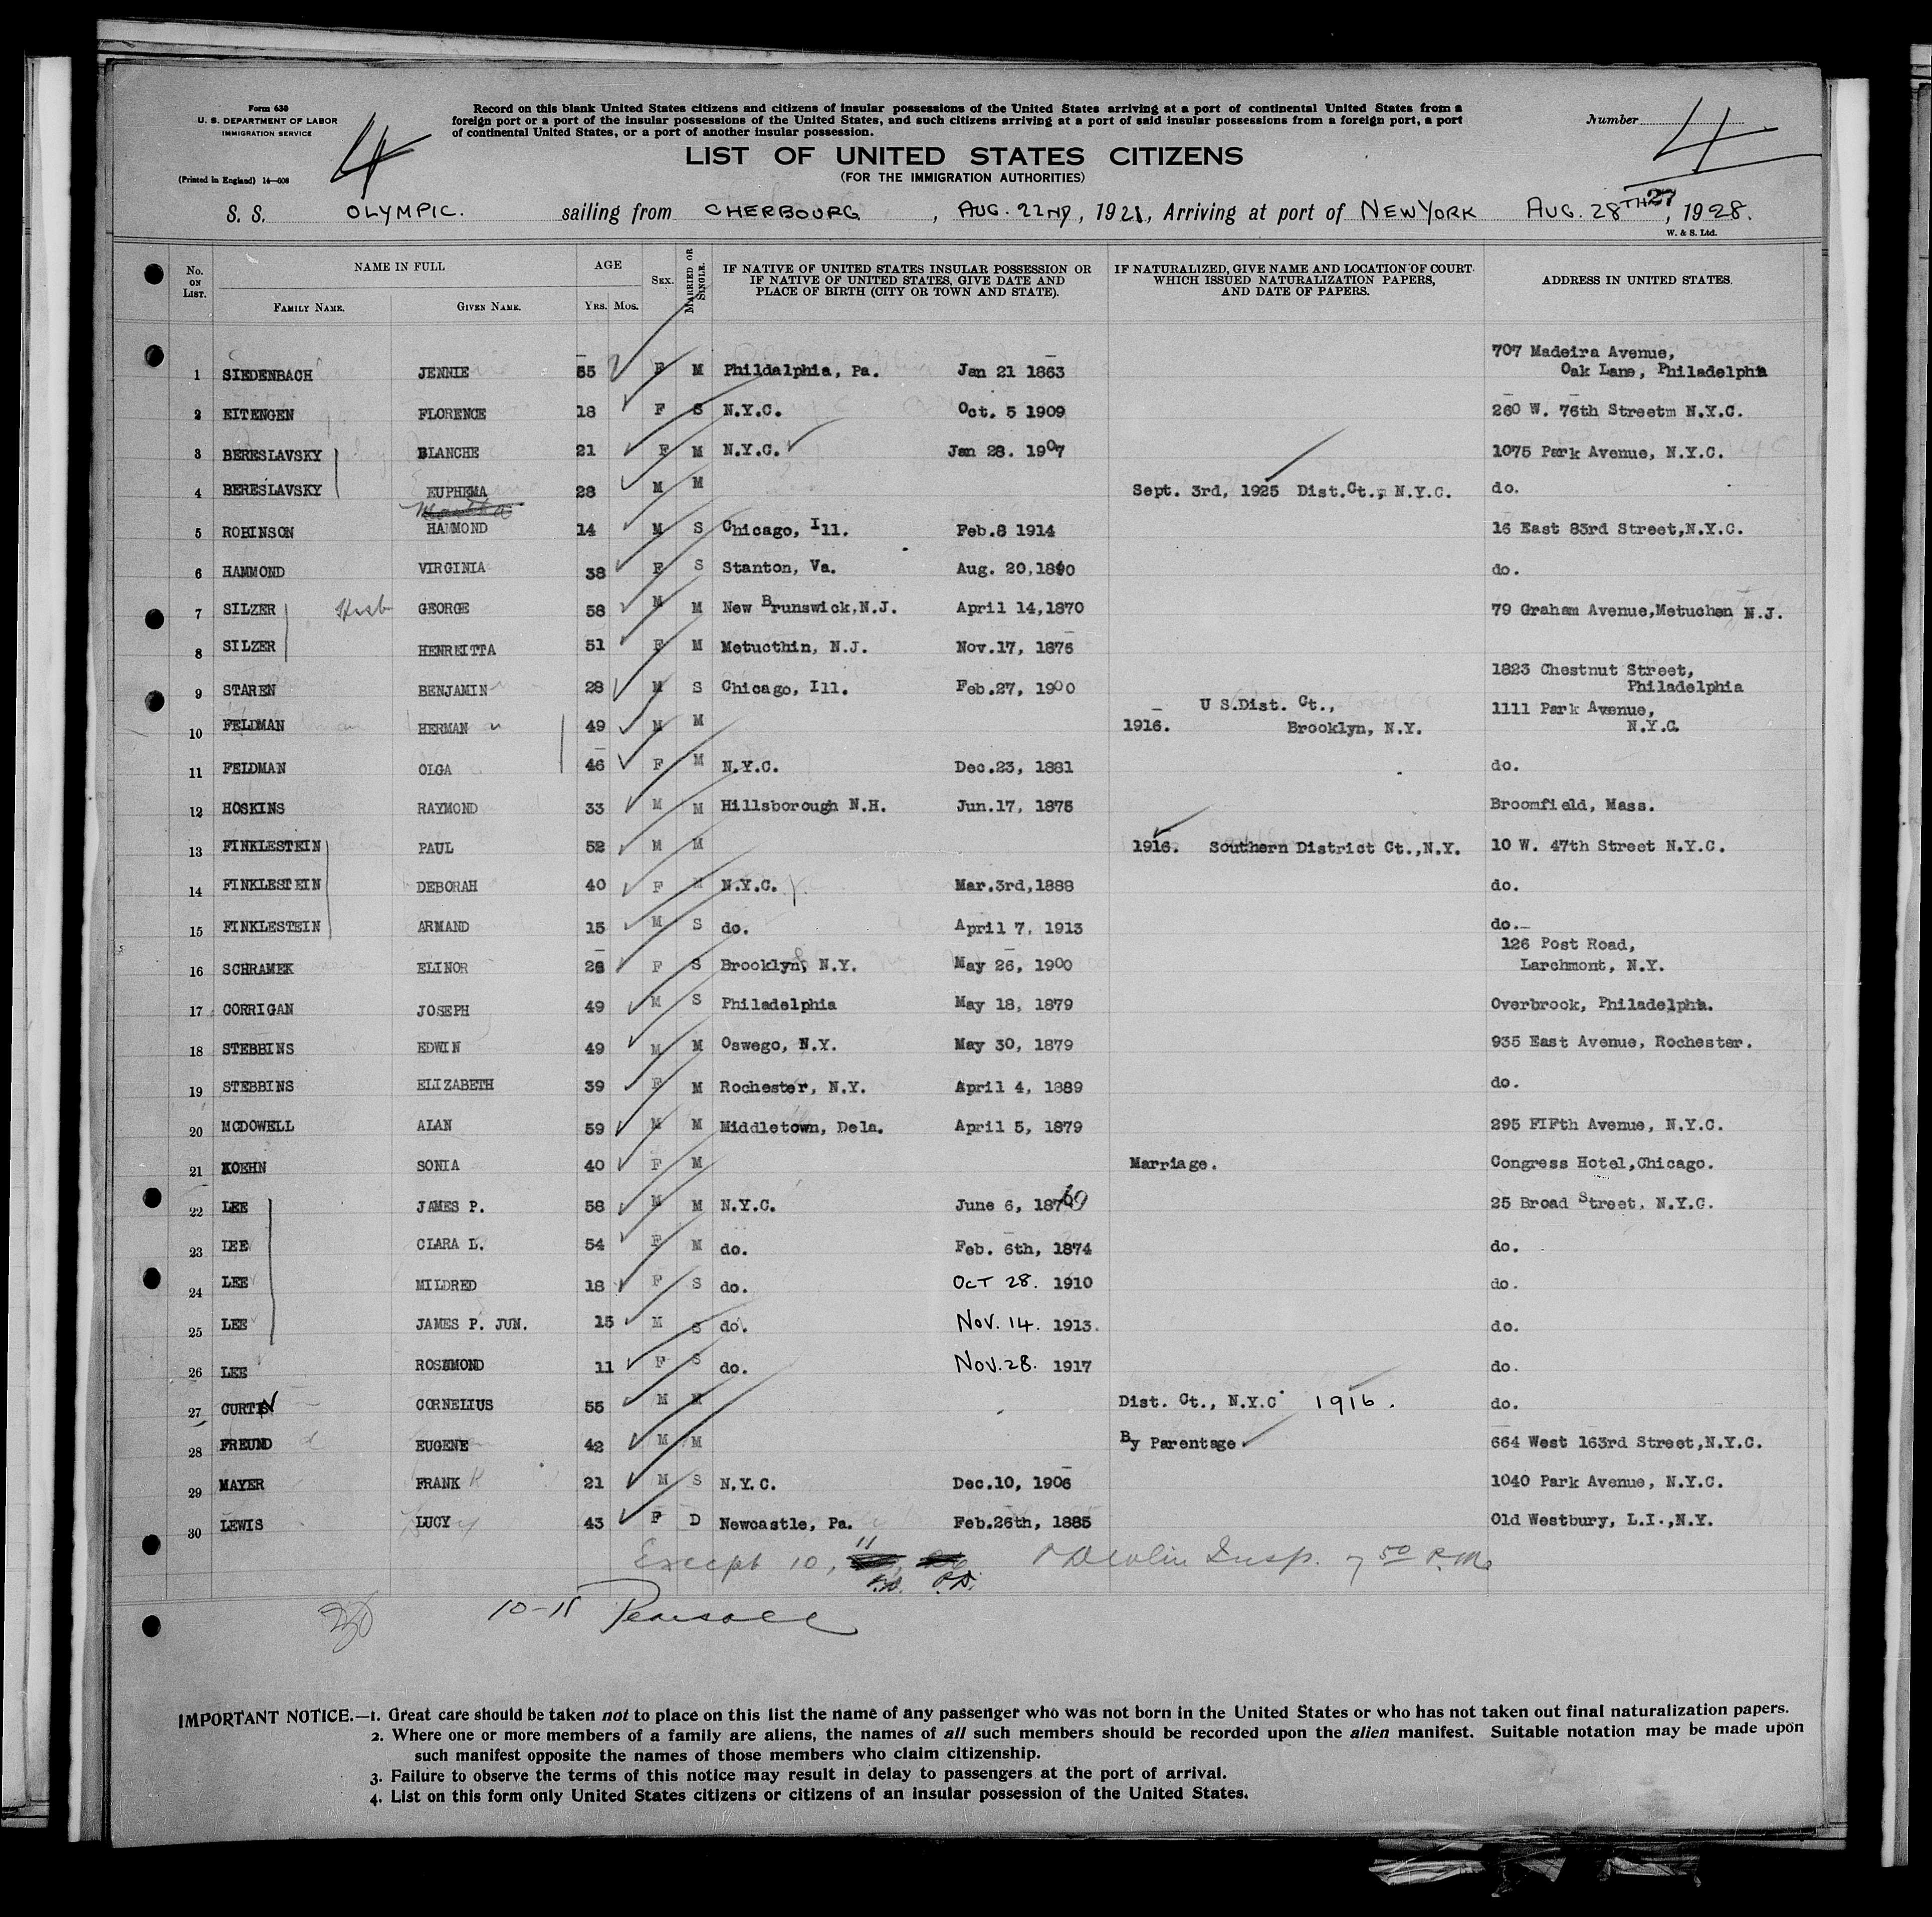 Form 630
U. S. DEPARTMENT OF LABOR
IMMIGRATION SERVICE
(Printed in England) 14—608
4
Record on this blank United States citizens and citizens of insular possessions of the United States arriving at a port of continental United States from a
foreign port or a port of the insular possessions of the United States, and such citizens arriving at a port of said insular possessions from a foreign port, a port
of continental United States, or a port of another insular possession.
Number 4
LIST OF UNITED STATES CITIZENS
(FOR THE IMMIGRATION AUTHORITIES)
S. S. OLYMPIC. sailing from CHERBOURG, AUG. 22ND, 1928, Arriving at port of NEW YORK AUG. 28TH 27, 1928.
W. & S. Ltd.
No. ON LIST. NAME IN FULL FAMILY NAME. GIVEN NAME. AGE YRS. MOS. SEX. MARRIED OR SINGLE. IF NATIVE OF UNITED STATES INSULAR POSSESSION OR IF NATIVE OF UNITED STATES, GIVE DATE AND PLACE OF BIRTH (CITY OR TOWN AND STATE). IF NATURALIZED, GIVE NAME AND LOCATION OF COURT WHICH ISSUED NATURALIZATION PAPERS, AND DATE OF PAPERS. ADDRESS IN UNITED STATES.
1 SIEDENBACH JENNIE 65 F M Phildalphia, Pa. Jan 21 1863 707 Madeira Avenue, Oak Lane, Philadelphia
2 EITENGEN FLORENCE 18 F S N.Y.C. Oct. 5 1909 260 W. 76th Streetm N.Y.C.
3 BERESLAVSKY BLANCHE 21 F M N.Y.C. Jan 28. 1907 1075 Park Avenue, N.Y.C.
4 BERESLAVSKY EUPHEMA 28 M M Sept. 3rd, 1925 Dist.Ct., N.Y.C. do.
5 ROBINSON HAMMOND 14 M S Chicago, Ill. Feb.8 1914 16 East 83rd Street,N.Y.C.
6 HAMMOND VIRGINIA 38 F S Stanton, Va. Aug. 20,1890 do.
7 SILZER Husb GEORGE 58 M M New Brunswick,N.J. April 14,1870 79 Graham Avenue,Metuchen N.J.
8 SILZER HENREITTA 51 F M Metucthin, N.J. Nov.17, 1876
9 STAREN BENJAMIN 28 M S Chicago, Ill. Feb.27, 1900 1823 Chestnut Street, Philadelphia
10 FELDMAN HERMAN 49 M M 1916. U S.Dist. Ct., Brooklyn, N.Y. 1111 Park Avenue, N.Y.C.
11 FELDMAN OLGA 46 F M N.Y.C. Dec.23, 1881 do.
12 HOSKINS RAYMOND 33 M M Hillsborough N.H. Jun.17, 1875 Broomfield, Mass.
13 FINKLESTEIN PAUL 52 M M 1916. Southern District Ct.,N.Y. 10 W. 47th Street N.Y.C.
14 FINKLESTEIN DEBORAH 40 F M N.Y.C. Mar.3rd,1888 do.
15 FINKLESTEIN ARMAND 15 M S do. April 7, 1913 do.
16 SCHRAMEK ELINOR 28 F S Brooklyn, N.Y. May 26, 1900 126 Post Road, Larchmont, N.Y.
17 CORRIGAN JOSEPH 49 M S Philadelphia May 18, 1879 Overbrook, Philadelpha.
18 STEBBINS EDWIN 49 M M Oswego, N.Y. May 30, 1879 935 East Avenue, Rochester.
19 STEBBINS ELIZABETH 39 F M Rochester, N.Y. April 4, 1889 do.
20 MCDOWELL ALAN 59 M M Middletown, Dela. April 5, 1879 295 FIFth Avenue, N.Y.C.
21 KOEHN SONIA 40 F M Marriage. Congress Hotel,Chicago.
22 LEE JAMES P. 58 M M N.Y.C. June 6, 1870 25 Broad Street, N.Y.C.
23 LEE CLARA L. 54 F M do. Feb. 6th, 1874 do.
24 LEE MILDRED 18 F S do. OCT 28. 1910 do.
25 LEE JAMES P. JUN. 15 M S do. NOV. 14. 1913. do.
26 LEE ROSEMOND 11 F S do. NOV.28. 1917 do.
27 CURTIN CORNELIUS 55 M M Dist. Ct., N.Y.C 1916. do.
28 FREUND EUGENE 42 M M By Parentage 664 West 163rd Street,N.Y.C.
29 MAYER FRANK 21 M S N.Y.C. Dec.10, 1906 1040 Park Avenue, N.Y.C.
30 LEWIS LUCY 43 F D Newcastle, Pa. Feb.26th, 1885 Old Westbury, L.I.,N.Y.
Except 10, 11 P.D. P.D. P Devlin Insp. 7 50 P.M.
10-11 Pearsall
IMPORTANT NOTICE.—1. Great care should be taken not to place on this list the name of any passenger who was not born in the United States or who has not taken out final naturalization papers.
2. Where one or more members of a family are aliens, the names of all such members should be recorded upon the alien manifest. Suitable notation may be made upon
such manifest opposite the names of those members who claim citizenship.
3. Failure to observe the terms of this notice may result in delay to passengers at the port of arrival.
4. List on this form only United States citizens or citizens of an insular possession of the United States.